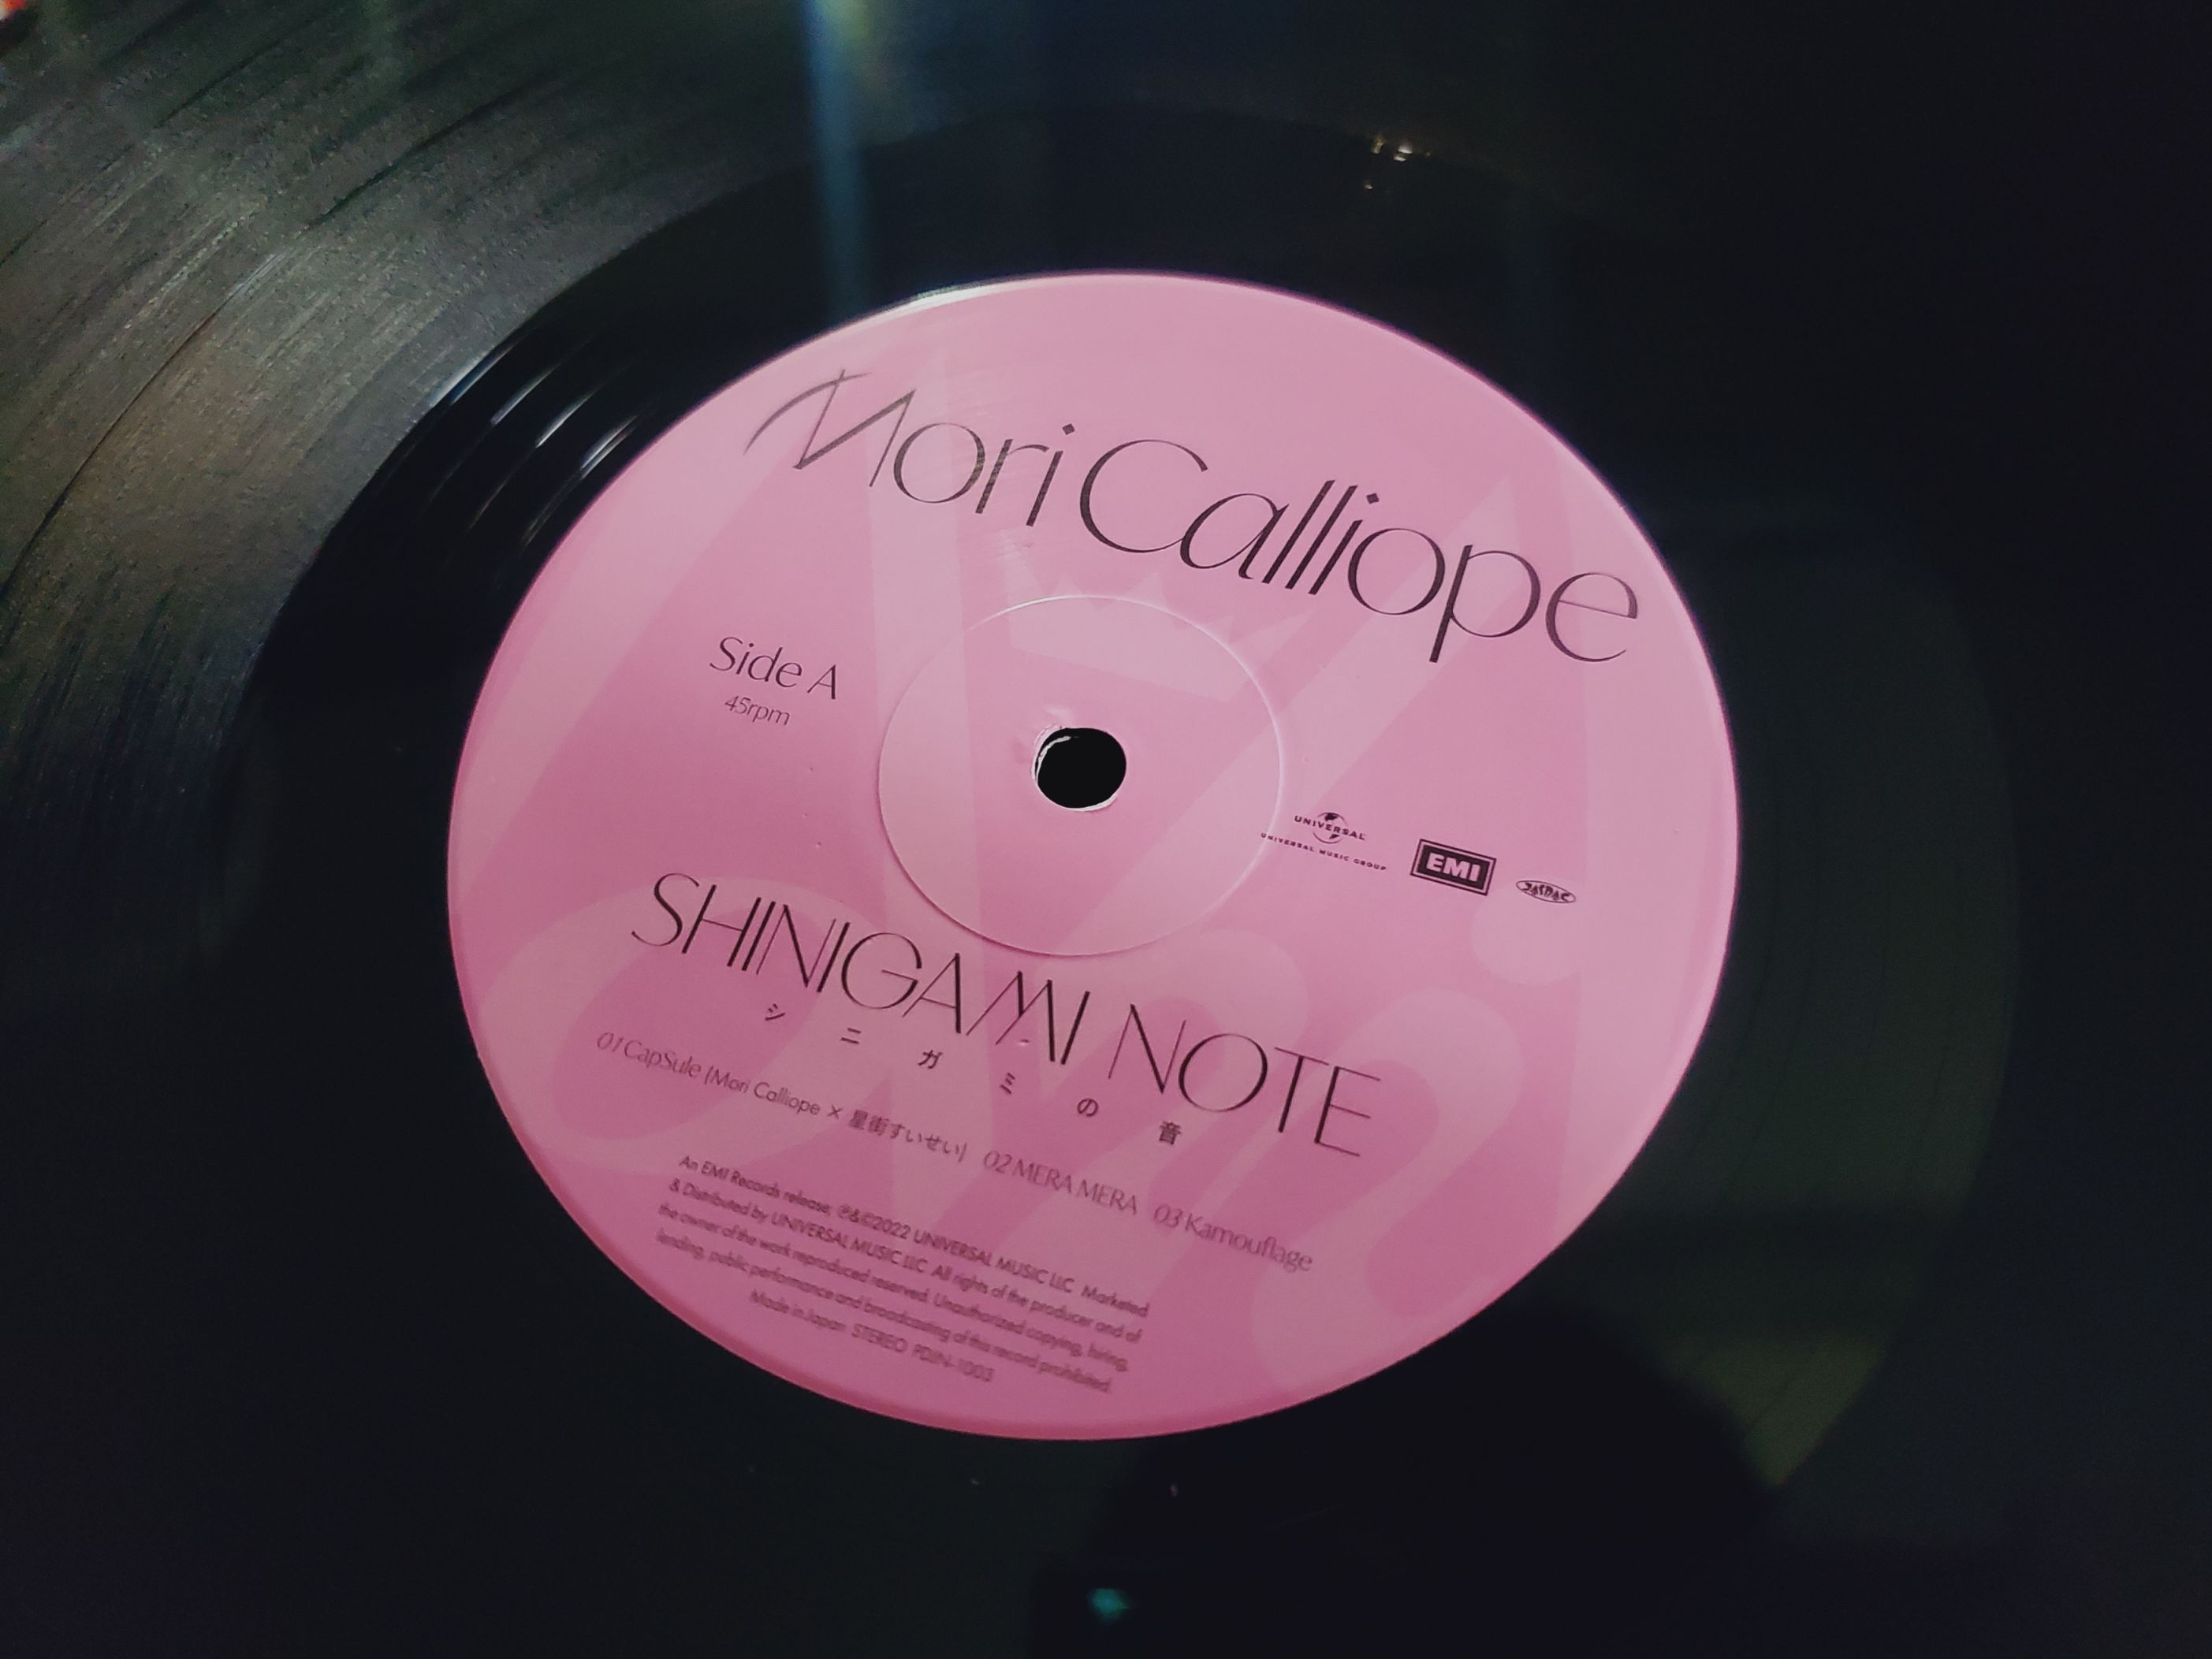 Mori Calliope
Side A
45rpm
UNIVERSAL
UNIVERSAL MUSIC GROUP
EMI
JASRAC
SHINIGAMI NOTE
シニガミの音
01 CapSule (Mori Calliope × 星街すいせい) 02 MERA MERA 03 Kamouflage
An EMI Records release; ℗&©2022 UNIVERSAL MUSIC LLC Marketed
& Distributed by UNIVERSAL MUSIC LLC All rights of the producer and of
the owner of the work reproduced reserved. Unauthorized copying, hiring,
lending, public performance and broadcasting of this record prohibited.
Made in Japan STEREO PDJN-1003